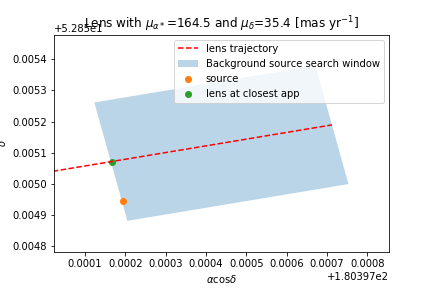 Lens with μα*=164.5 and μδ=35.4 [mas yr⁻¹]
+5.285e1
lens trajectory
Background source search window
source
lens at closest app
0.0054
0.0053
0.0052
0.0051
0.0050
0.0049
0.0048
δ
0.0001 0.0002 0.0003 0.0004 0.0005 0.0006 0.0007 0.0008
+1.80397e2
αcosδ